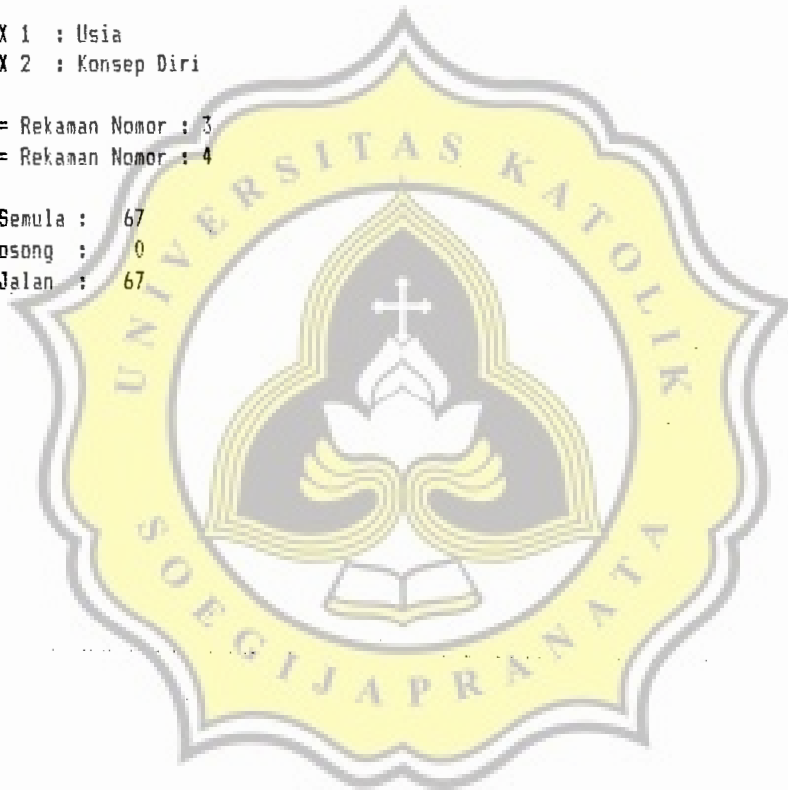 X 1 : Usia
X 2 : Konsep Diri
= Rekaman Nomor : 3
= Rekaman Nomor : 4
Semula : 67
osong : 0
Jalan : 67
UNIVERSITAS KATOLIK
SOEGIJAPRANATA